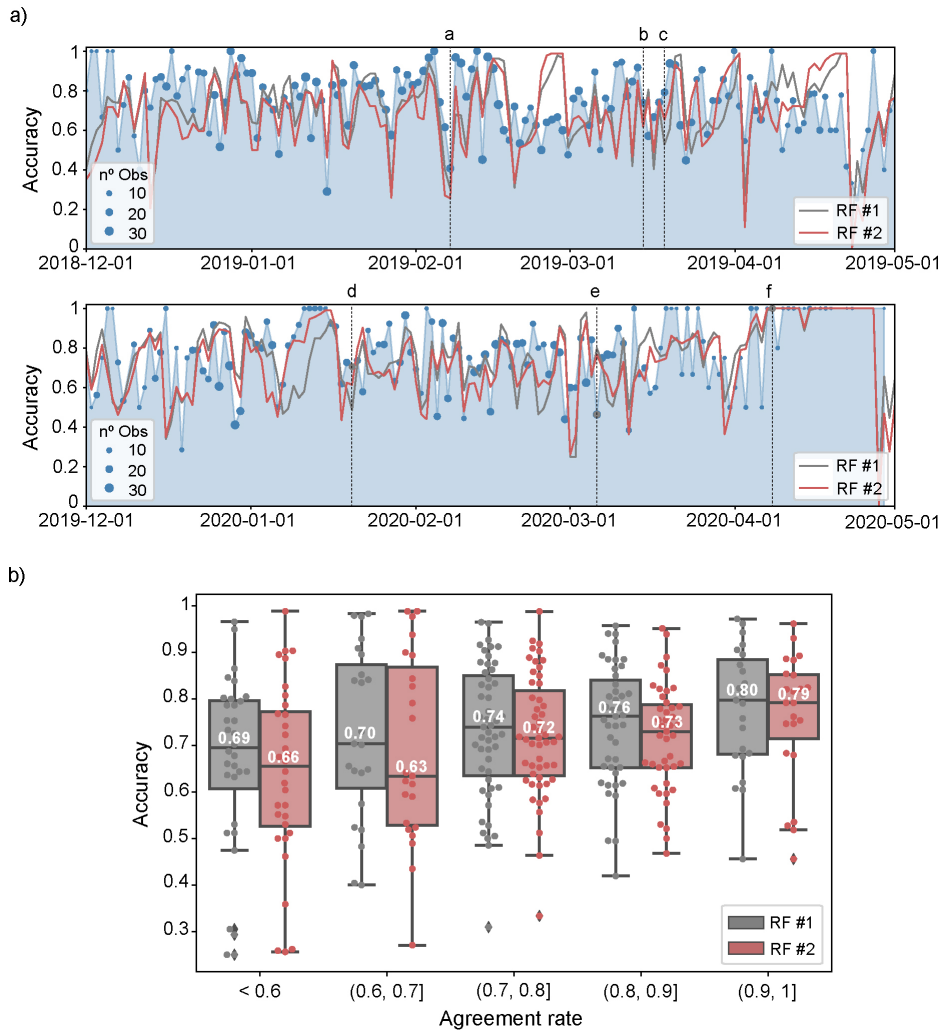 a)
a b c
Accuracy
1
0.8
0.6
0.4
0.2
0
nº Obs
10
20
30
RF #1
RF #2
2018-12-01 2019-01-01 2019-02-01 2019-03-01 2019-04-01 2019-05-01
d e f
Accuracy
1
0.8
0.6
0.4
0.2
0
nº Obs
10
20
30
RF #1
RF #2
2019-12-01 2020-01-01 2020-02-01 2020-03-01 2020-04-01 2020-05-01
b)
Accuracy
1
0.9
0.8
0.7
0.6
0.5
0.4
0.3
0.69 0.66 0.70 0.63 0.74 0.72 0.76 0.73 0.80 0.79
RF #1
RF #2
< 0.6 (0.6, 0.7] (0.7, 0.8] (0.8, 0.9] (0.9, 1]
Agreement rate